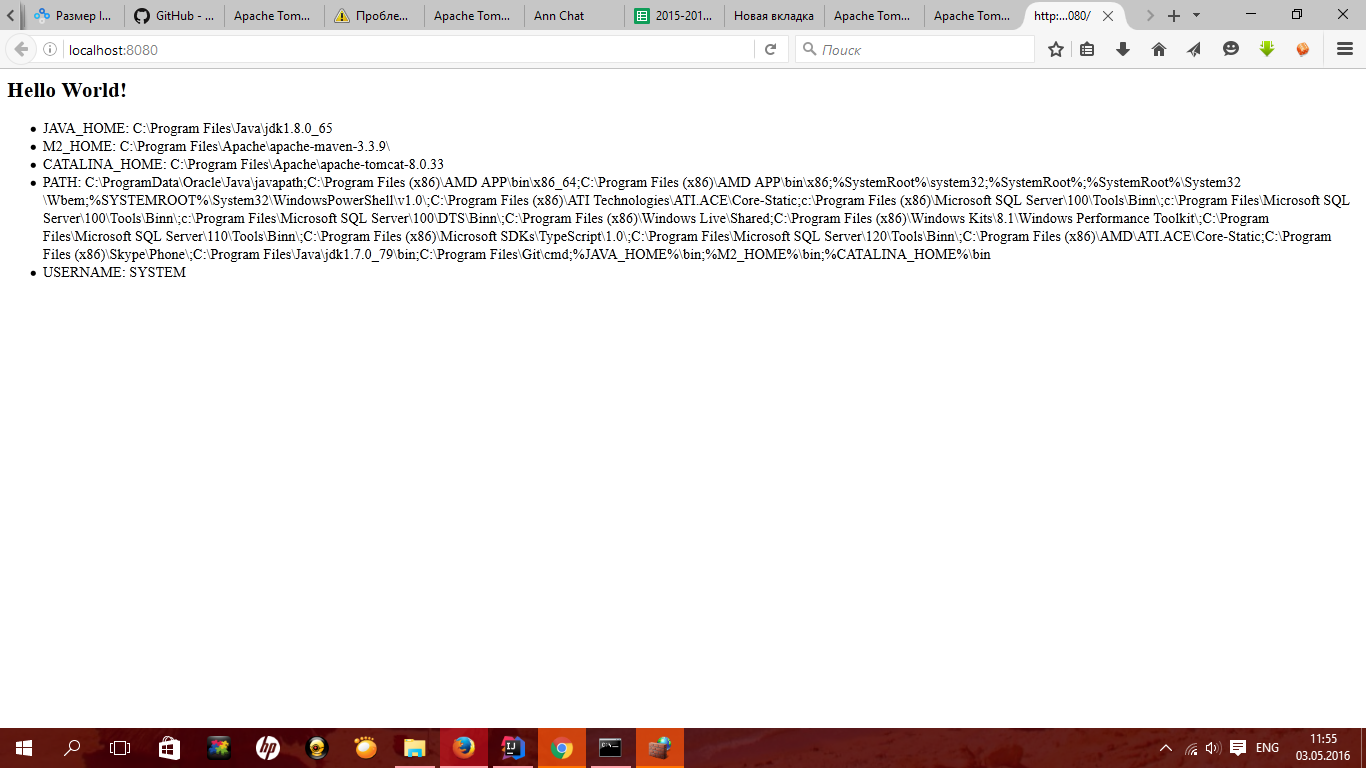 Размер I...
GitHub - ...
Apache Tom...
Пробле...
Apache Tom...
Ann Chat
2015-201...
Новая вкладка
Apache Tom...
Apache Tom...
http:...080/
localhost:8080
Поиск
Hello World!
JAVA_HOME: C:\Program Files\Java\jdk1.8.0_65
M2_HOME: C:\Program Files\Apache\apache-maven-3.3.9\
CATALINA_HOME: C:\Program Files\Apache\apache-tomcat-8.0.33
PATH: C:\ProgramData\Oracle\Java\javapath;C:\Program Files (x86)\AMD APP\bin\x86_64;C:\Program Files (x86)\AMD APP\bin\x86;%SystemRoot%\system32;%SystemRoot%;%SystemRoot%\System32
\Wbem;%SYSTEMROOT%\System32\WindowsPowerShell\v1.0\;C:\Program Files (x86)\ATI Technologies\ATI.ACE\Core-Static;c:\Program Files (x86)\Microsoft SQL Server\100\Tools\Binn\;c:\Program Files\Microsoft SQL
Server\100\Tools\Binn\;c:\Program Files\Microsoft SQL Server\100\DTS\Binn\;C:\Program Files (x86)\Windows Live\Shared;C:\Program Files (x86)\Windows Kits\8.1\Windows Performance Toolkit\;C:\Program
Files\Microsoft SQL Server\110\Tools\Binn\;C:\Program Files (x86)\Microsoft SDKs\TypeScript\1.0\;C:\Program Files\Microsoft SQL Server\120\Tools\Binn\;C:\Program Files (x86)\AMD\ATI.ACE\Core-Static;C:\Program
Files (x86)\Skype\Phone\;C:\Program Files\Java\jdk1.7.0_79\bin;C:\Program Files\Git\cmd;%JAVA_HOME%\bin;%M2_HOME%\bin;%CATALINA_HOME%\bin
USERNAME: SYSTEM
hp
IJ
ENG
11:55
03.05.2016